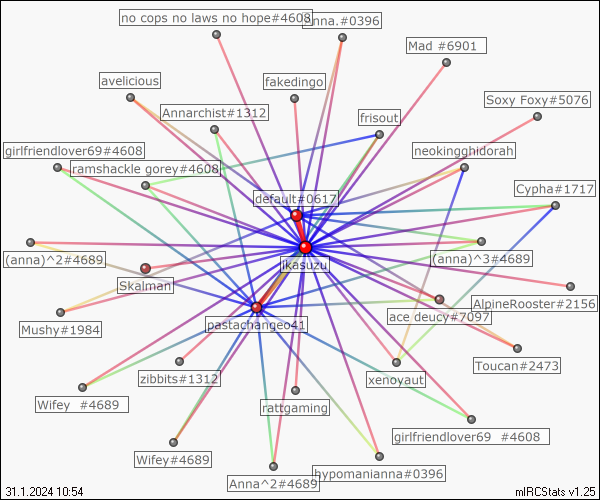 no cops no laws no hope#4608
nna.#0396
Mad #6901
avelicious
fakedingo
Annarchist#1312
frisout
Soxy Foxy#5076
girlfriendlover69#4608
neokingghidorah
ramshackle gorey#4608
default#0617
Cypha#1717
(anna)^2#4689
ikasuzu
(anna)^3#4689
Skalman
AlpineRooster#2156
Mushy#1984
pastachangeo41
ace deucy#7097
Toucan#2473
zibbits#1312
xenoyaut
Wifey  #4689
rattgaming
girlfriendlover69  #4608
Wifey#4689
hypomanianna#0396
Anna^2#4689
31.1.2024 10:54
mIRCStats v1.25